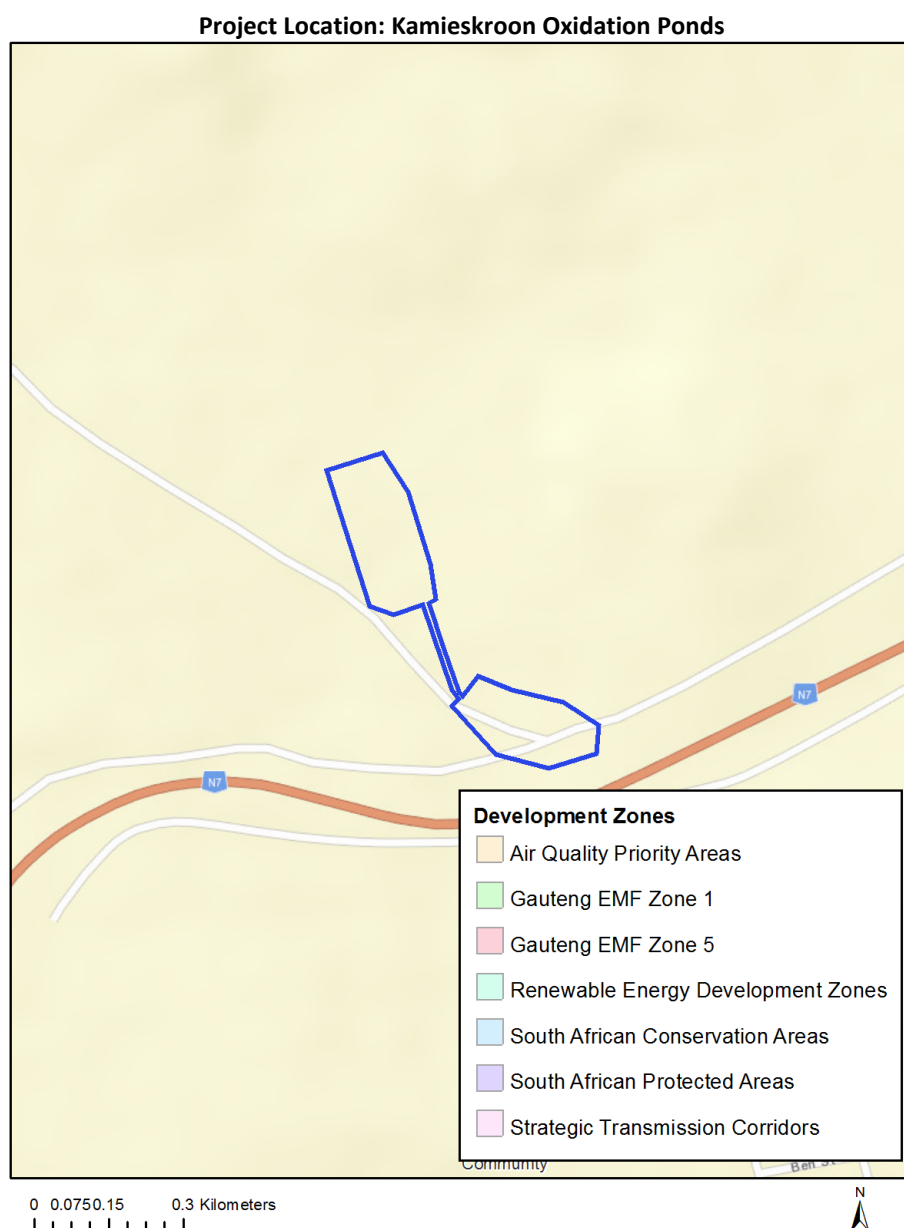 Project Location: Kamieskroon Oxidation Ponds
N7
N7
Development Zones
Air Quality Priority Areas
Gauteng EMF Zone 1
Gauteng EMF Zone 5
Renewable Energy Development Zones
South African Conservation Areas
South African Protected Areas
Strategic Transmission Corridors
Community
0 0.075 0.15 0.3 Kilometers
N